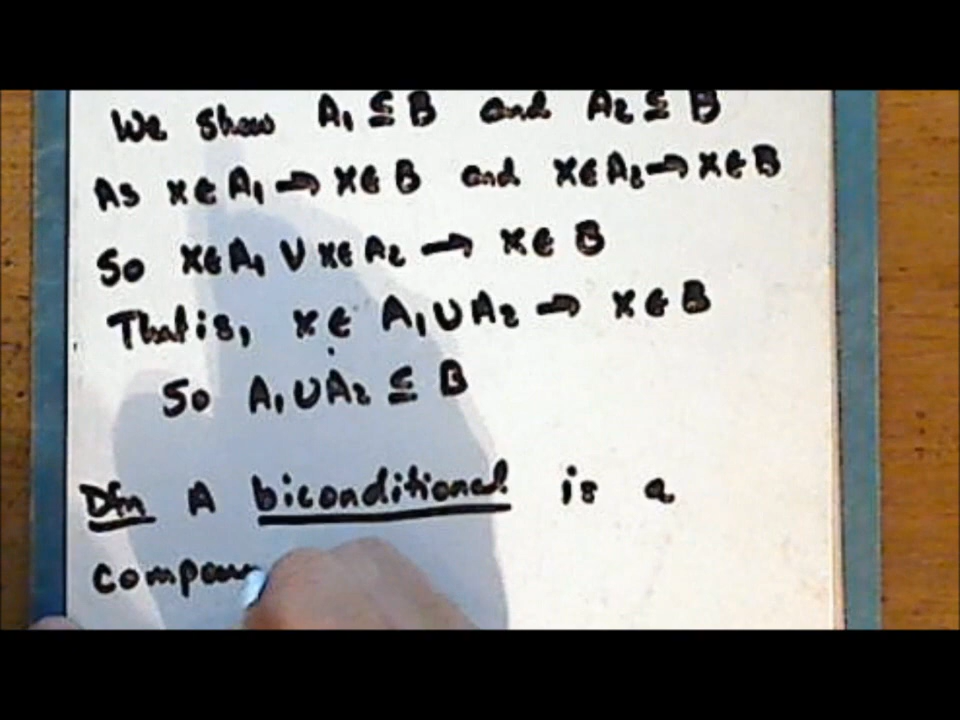 We show A₁ ⊆ B and A₂ ⊆ B
As x ∈ A₁ → x ∈ B and x ∈ A₂ → x ∈ B
So x ∈ A₁ ∪ x ∈ A₂ → x ∈ B
That is, x ∈ A₁ ∪ A₂ → x ∈ B
So A₁ ∪ A₂ ⊆ B
Dfn A biconditional is a
compoun